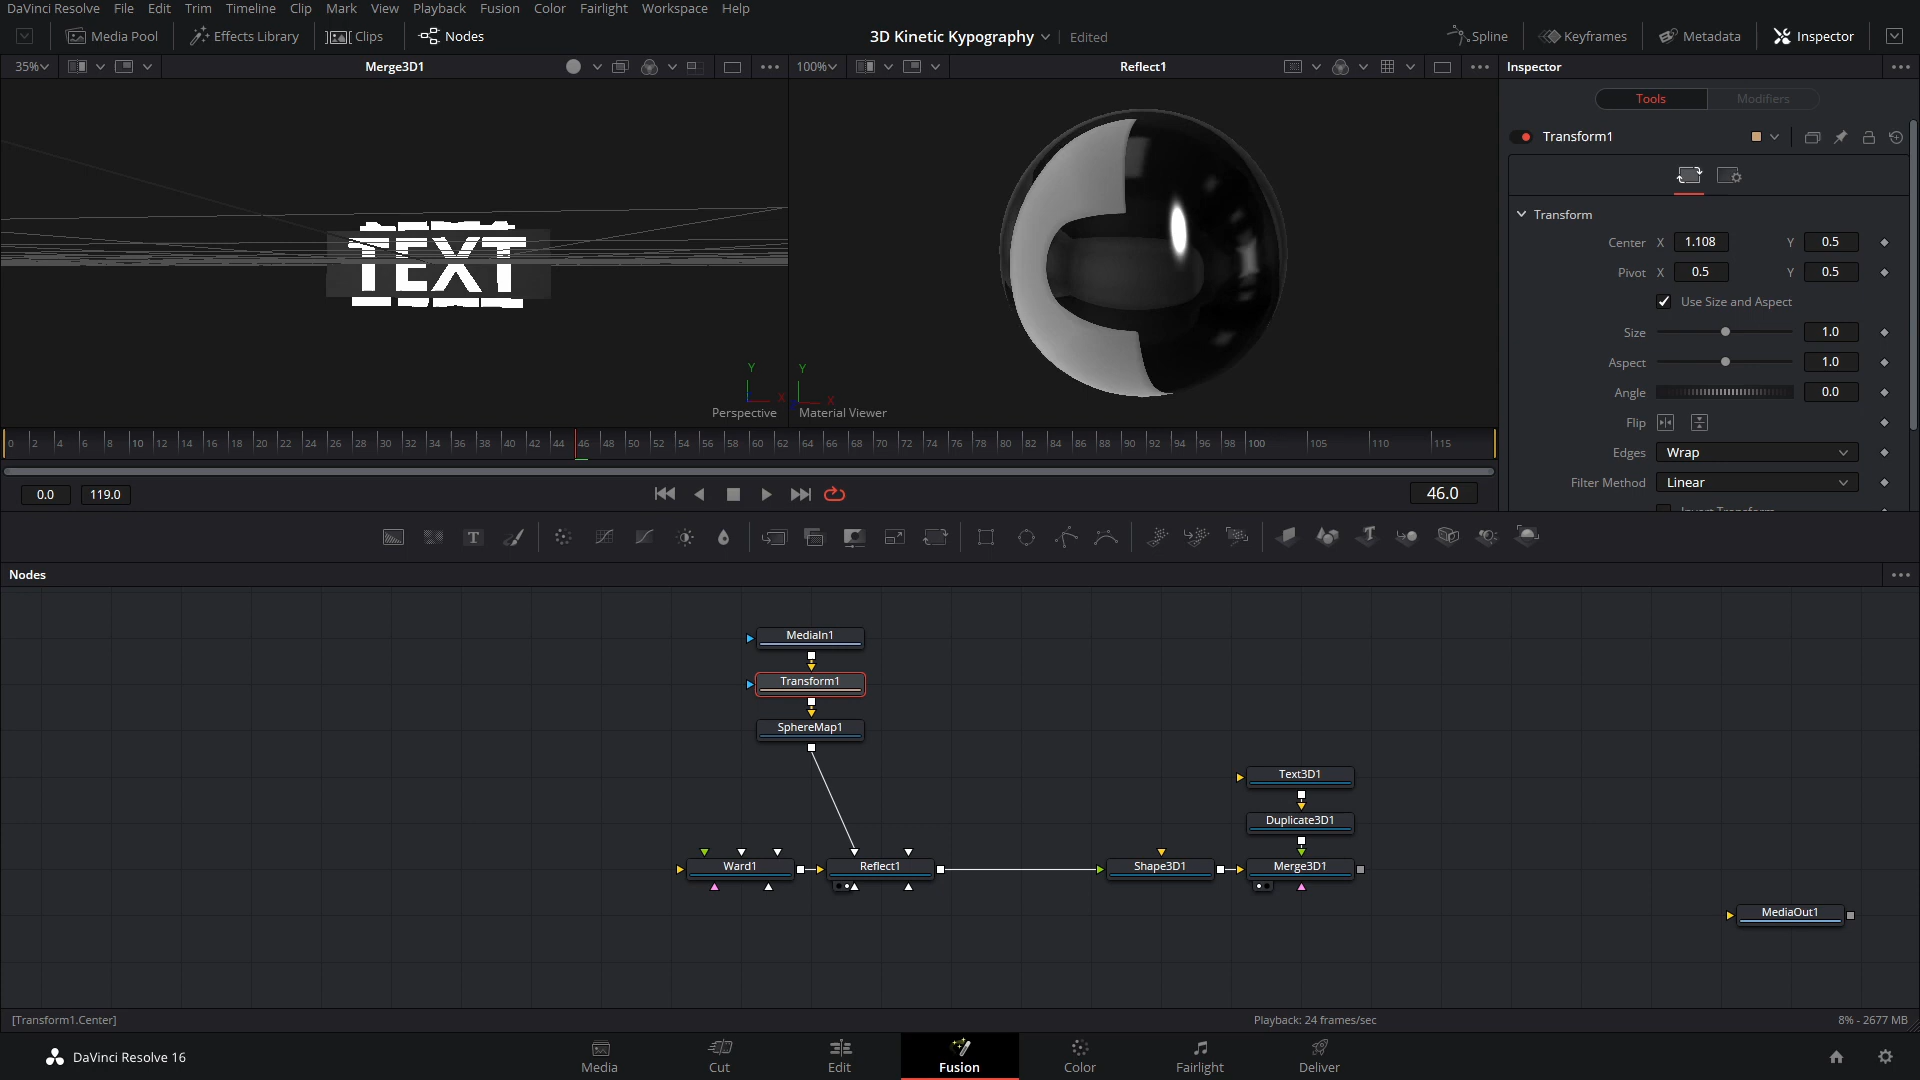 DaVinci Resolve File Edit Trim Timeline Clip Mark View Playback Fusion Color Fairlight Workspace Help
Media Pool Effects Library Clips Nodes 3D Kinetic Kypography Edited Spline Keyframes Metadata Inspector
35% Merge3D1 100% Reflect1 Inspector
Tools Modifiers
Transform1
Transform
Center X 1.108 Y 0.5
Pivot X 0.5 Y 0.5
Use Size and Aspect
Size 1.0
Aspect 1.0
Angle 0.0
Flip
Edges Wrap
Filter Method Linear
Invert Transform
TEXT
Y
X
Perspective
Y
X
Material Viewer
0 2 4 6 8 10 12 14 16 18 20 22 24 26 28 30 32 34 36 38 40 42 44 46 48 50 52 54 56 58 60 62 64 66 68 70 72 74 76 78 80 82 84 86 88 90 92 94 96 98 100 105 110 115
0.0 119.0 46.0
T T
Nodes
MediaIn1
Transform1
SphereMap1
Text3D1
Duplicate3D1
Ward1 Reflect1 Shape3D1 Merge3D1
MediaOut1
[Transform1.Center] Playback: 24 frames/sec 8% - 2677 MB
DaVinci Resolve 16 Media Cut Edit Fusion Color Fairlight Deliver